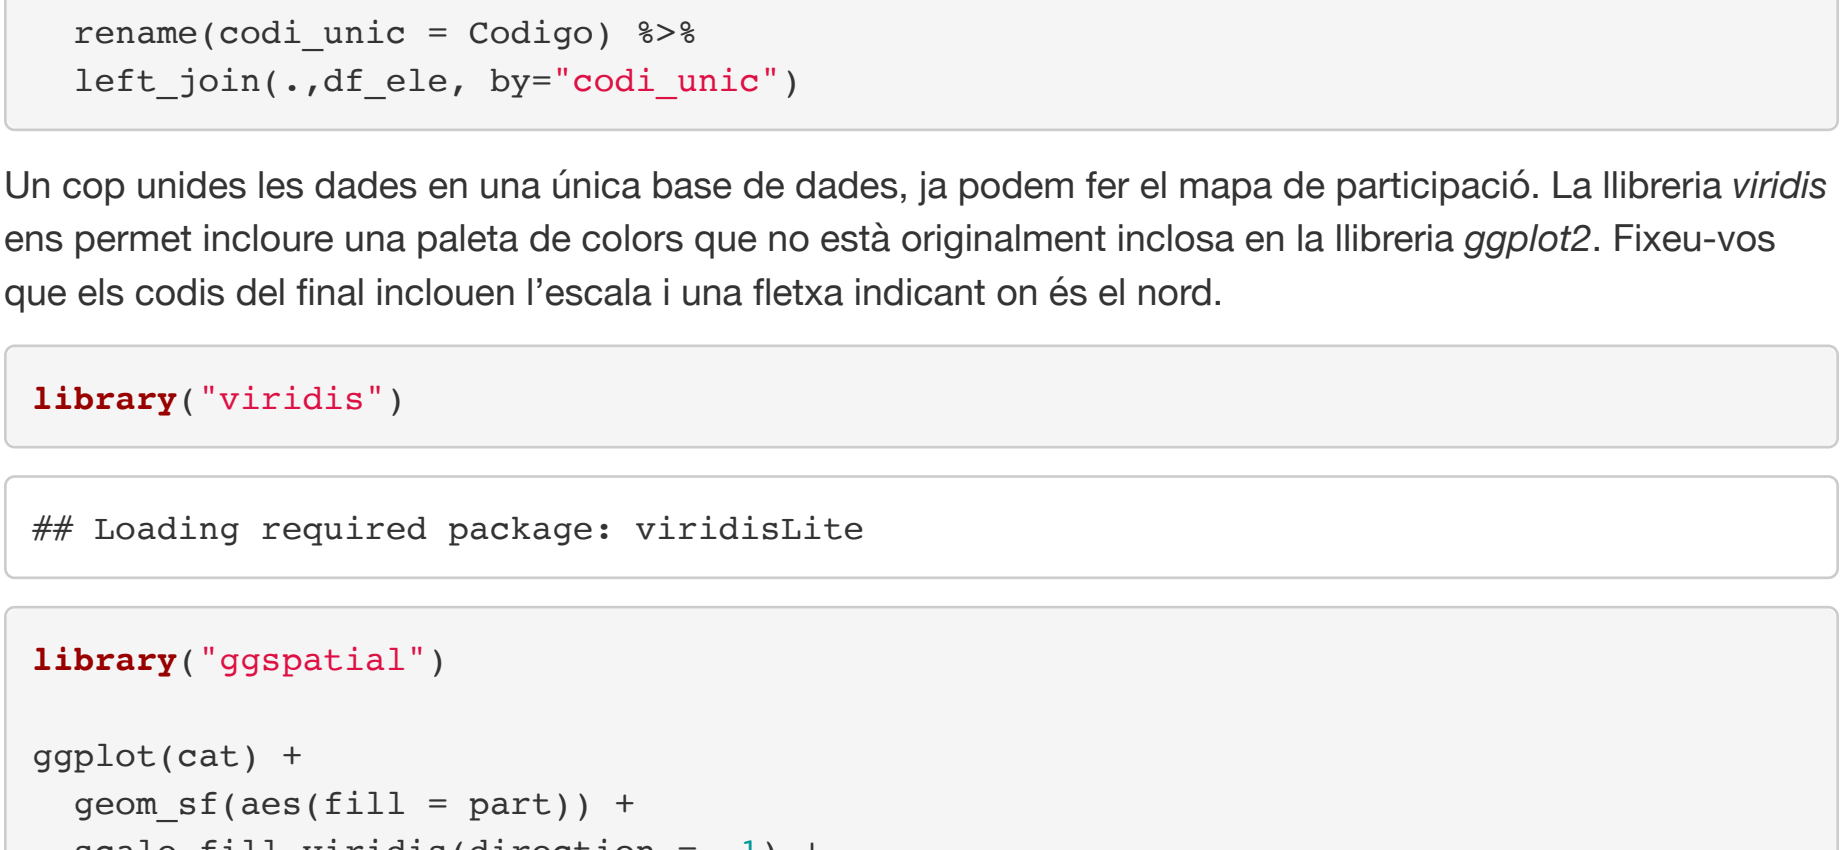 rename(codi_unic = Codigo) %>%
left_join(.,df_ele, by="codi_unic")
Un cop unides les dades en una única base de dades, ja podem fer el mapa de participació. La llibreria viridis
ens permet incloure una paleta de colors que no està originalment inclosa en la llibreria ggplot2. Fixeu-vos
que els codis del final inclouen l’escala i una fletxa indicant on és el nord.
library("viridis")
## Loading required package: viridisLite
library("ggspatial")
ggplot(cat) +
geom_sf(aes(fill = part)) +
scale_fill_viridis(direction = -1) +